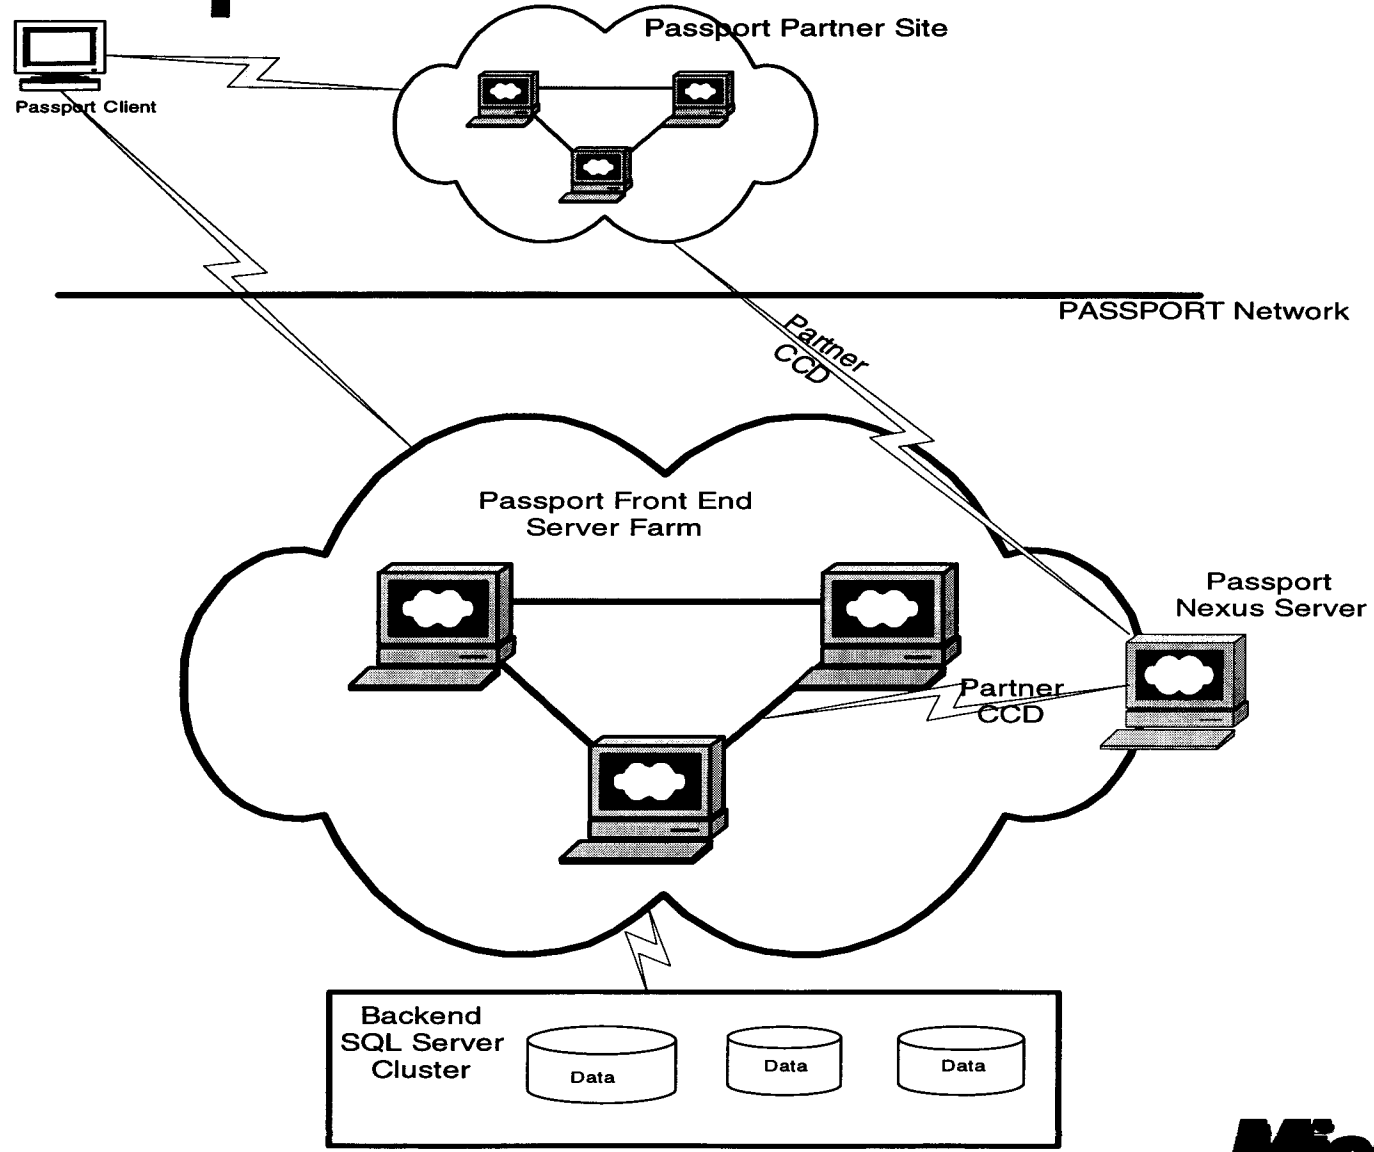 Passport Partner Site
Passport Client
PASSPORT Network
Partner
CCD
Passport Front End
Server Farm
Passport
Nexus Server
Partner
CCD
Backend
SQL Server
Cluster
Data
Data
Data